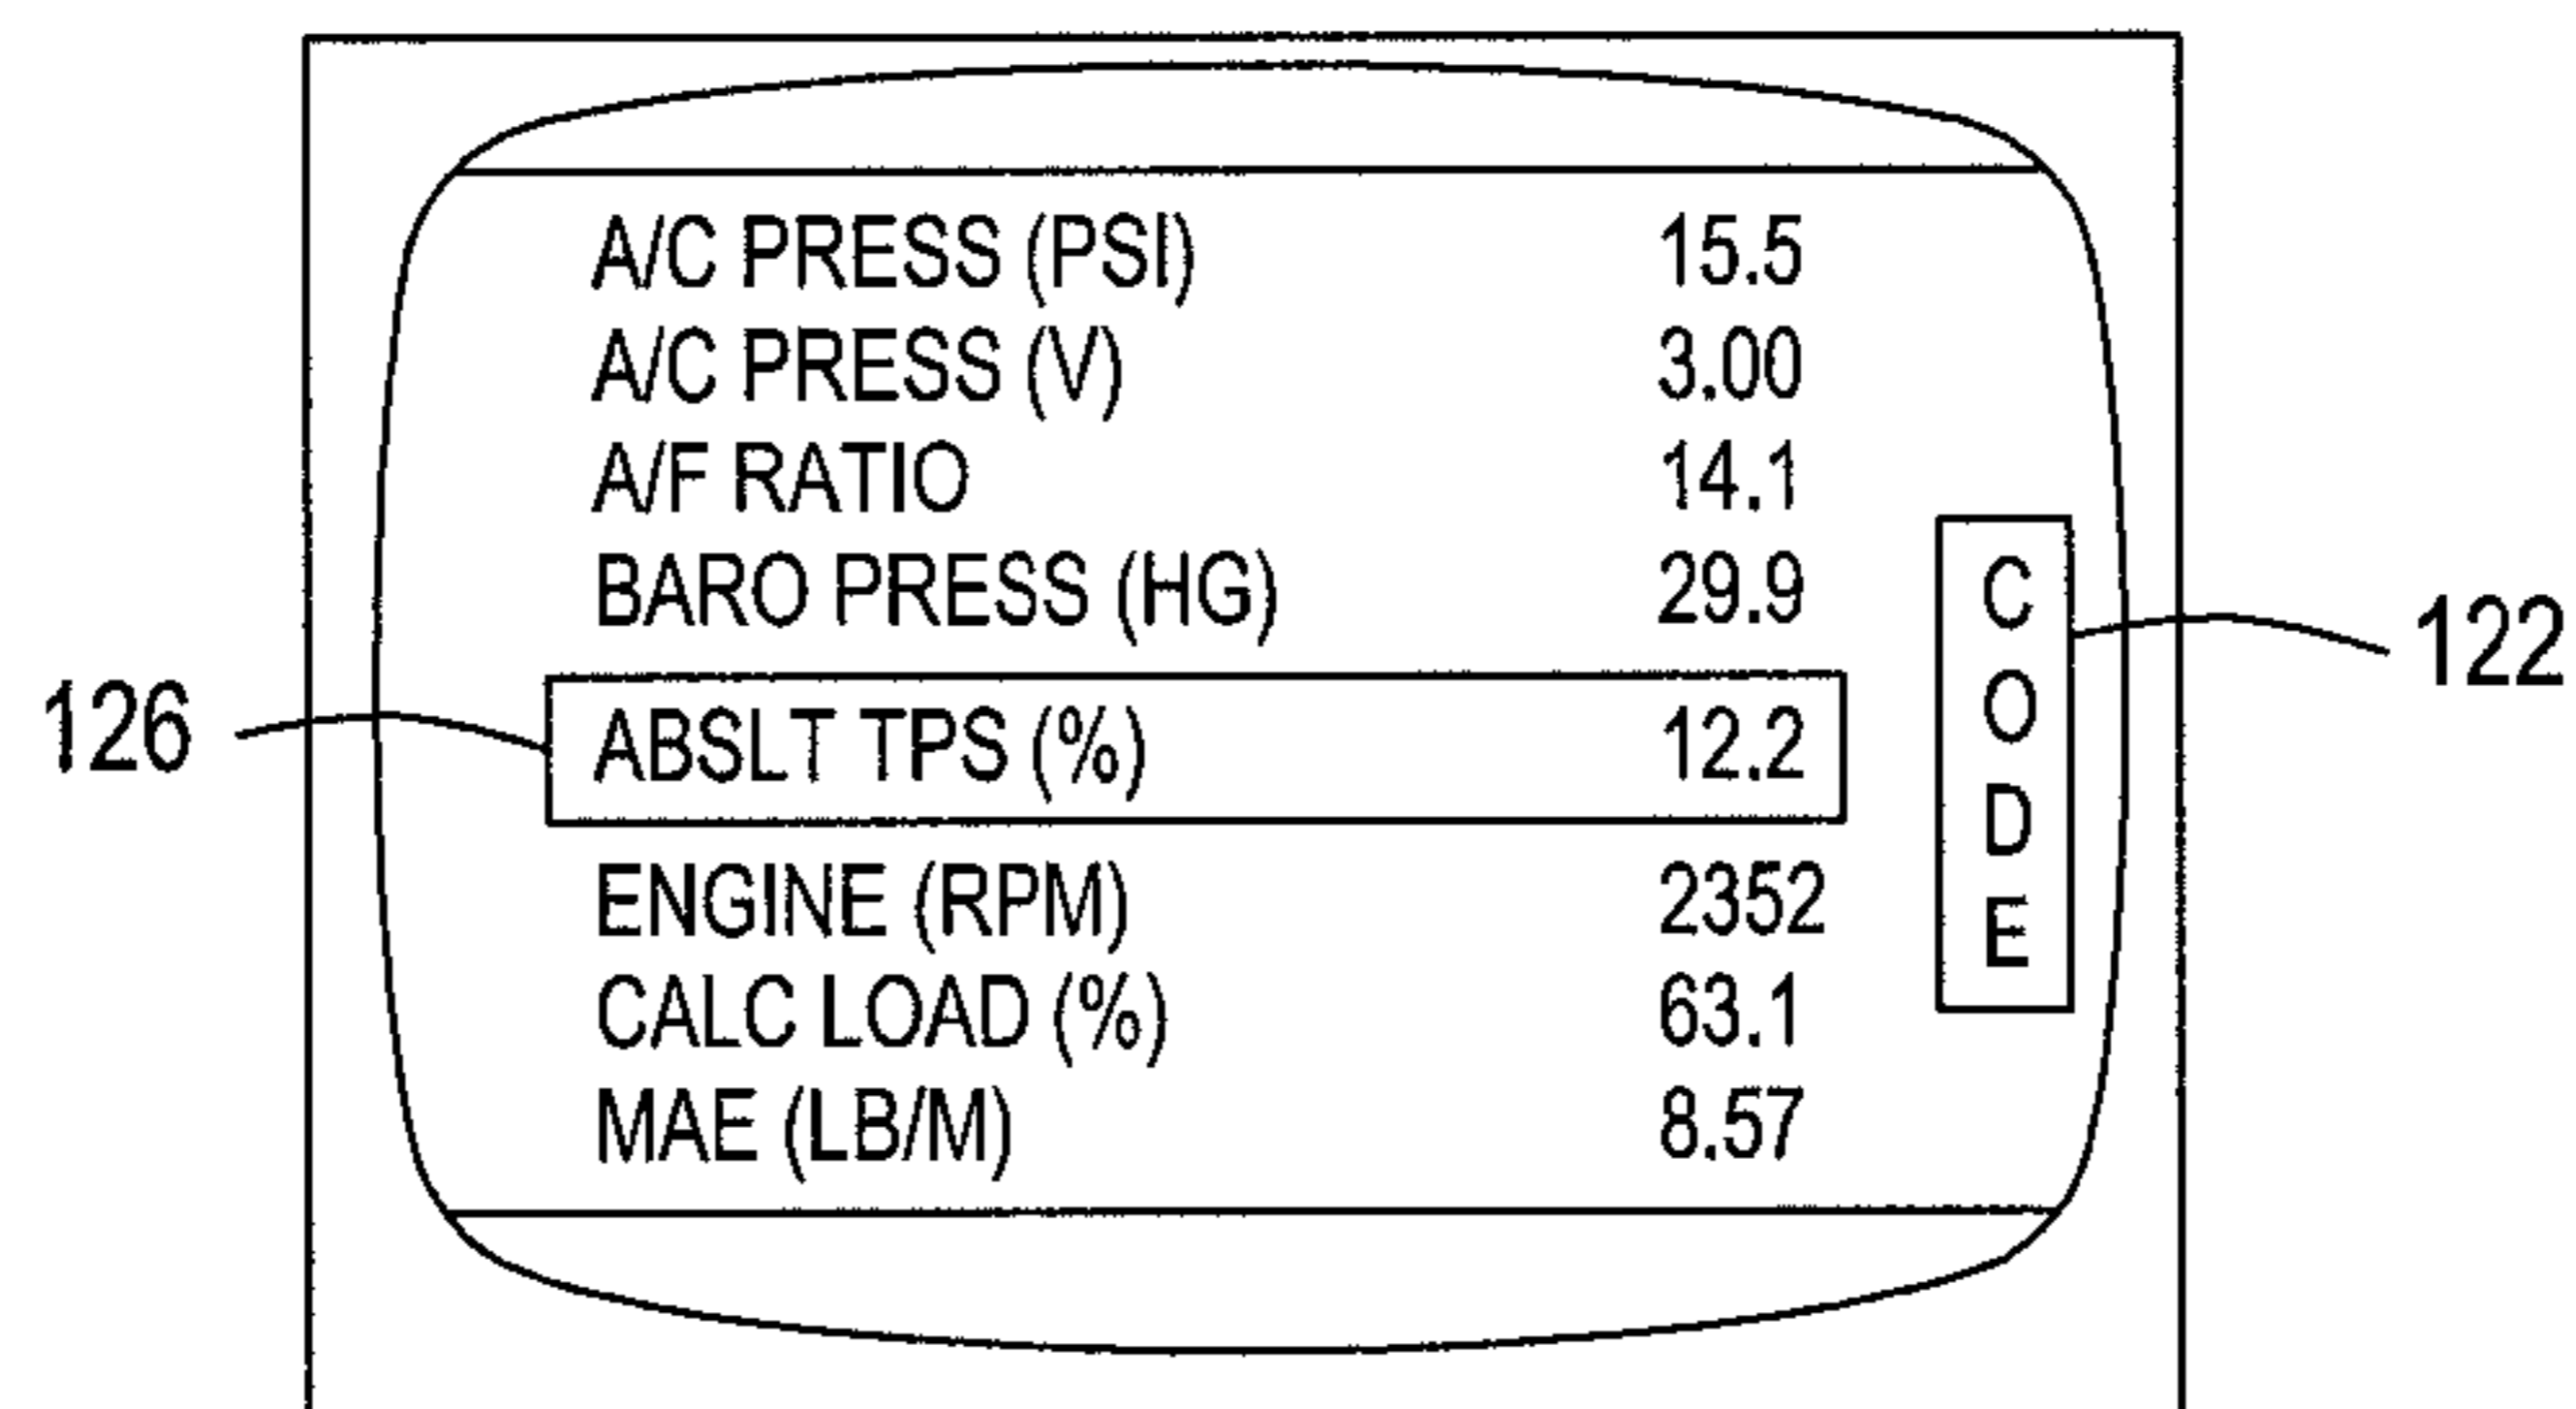 A/C PRESS (PSI) 15.5
A/C PRESS (V) 3.00
A/F RATIO 14.1
BARO PRESS (HG) 29.9
ABSLT TPS (%) 12.2
ENGINE (RPM) 2352
CALC LOAD (%) 63.1
MAE (LB/M) 8.57
C
O
D
E
126
122